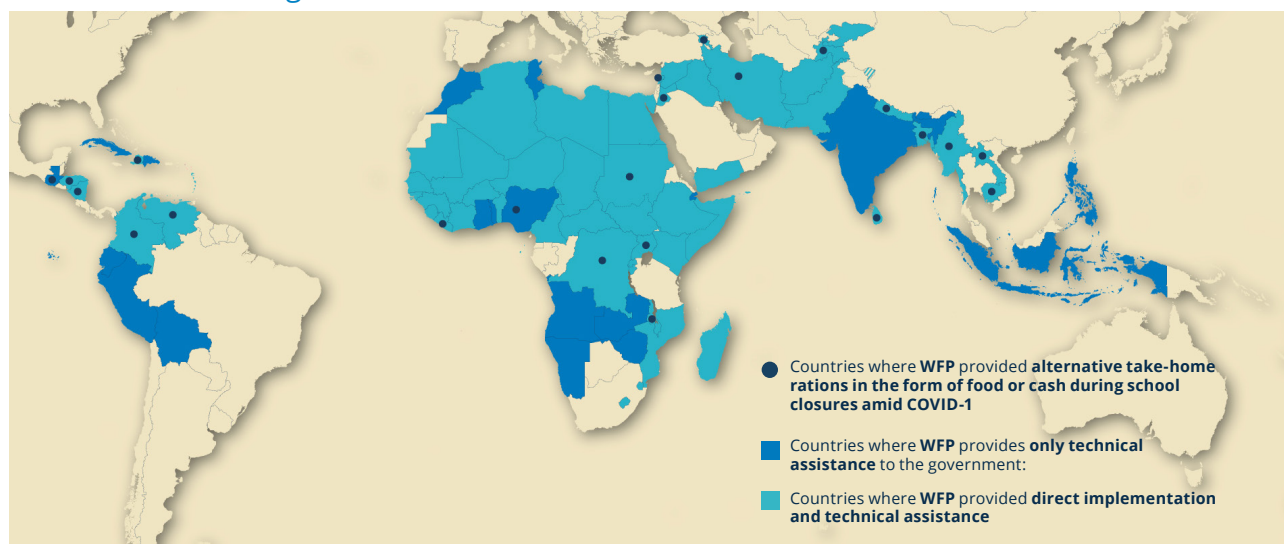 Countries where WFP provided alternative take-home
rations in the form of food or cash during school
closures amid COVID-1
Countries where WFP provides only technical
assistance to the government:
Countries where WFP provided direct implementation
and technical assistance